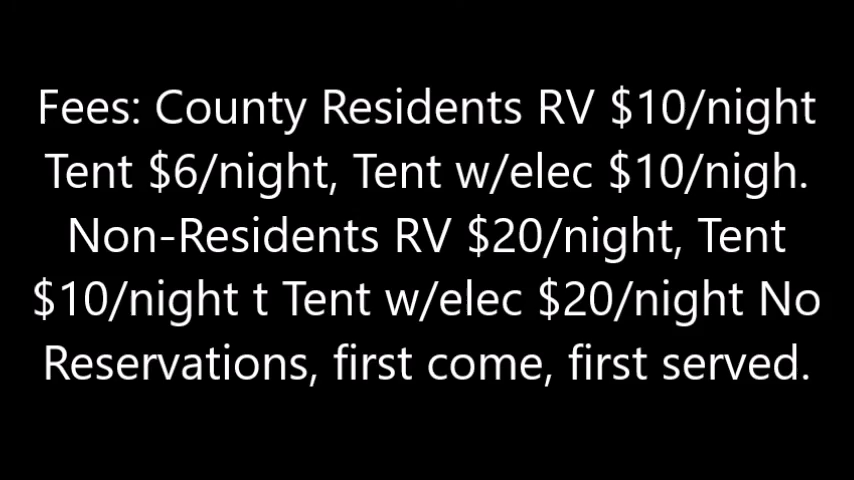 Fees: County Residents RV $10/night
Tent $6/night, Tent w/elec $10/nigh.
Non-Residents RV $20/night, Tent
$10/night t Tent w/elec $20/night No
Reservations, first come, first served.